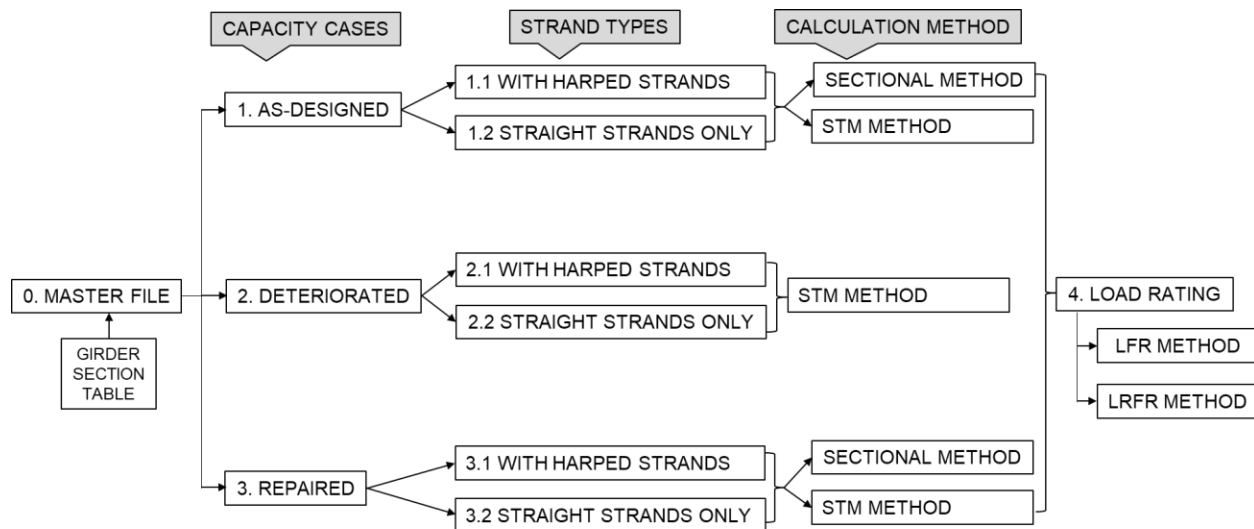 CAPACITY CASES
STRAND TYPES
CALCULATION METHOD
1. AS-DESIGNED
1.1 WITH HARPED STRANDS
1.2 STRAIGHT STRANDS ONLY
SECTIONAL METHOD
STM METHOD
0. MASTER FILE
GIRDER
SECTION
TABLE
2. DETERIORATED
2.1 WITH HARPED STRANDS
2.2 STRAIGHT STRANDS ONLY
STM METHOD
3. REPAIRED
3.1 WITH HARPED STRANDS
3.2 STRAIGHT STRANDS ONLY
SECTIONAL METHOD
STM METHOD
4. LOAD RATING
LFR METHOD
LRFR METHOD